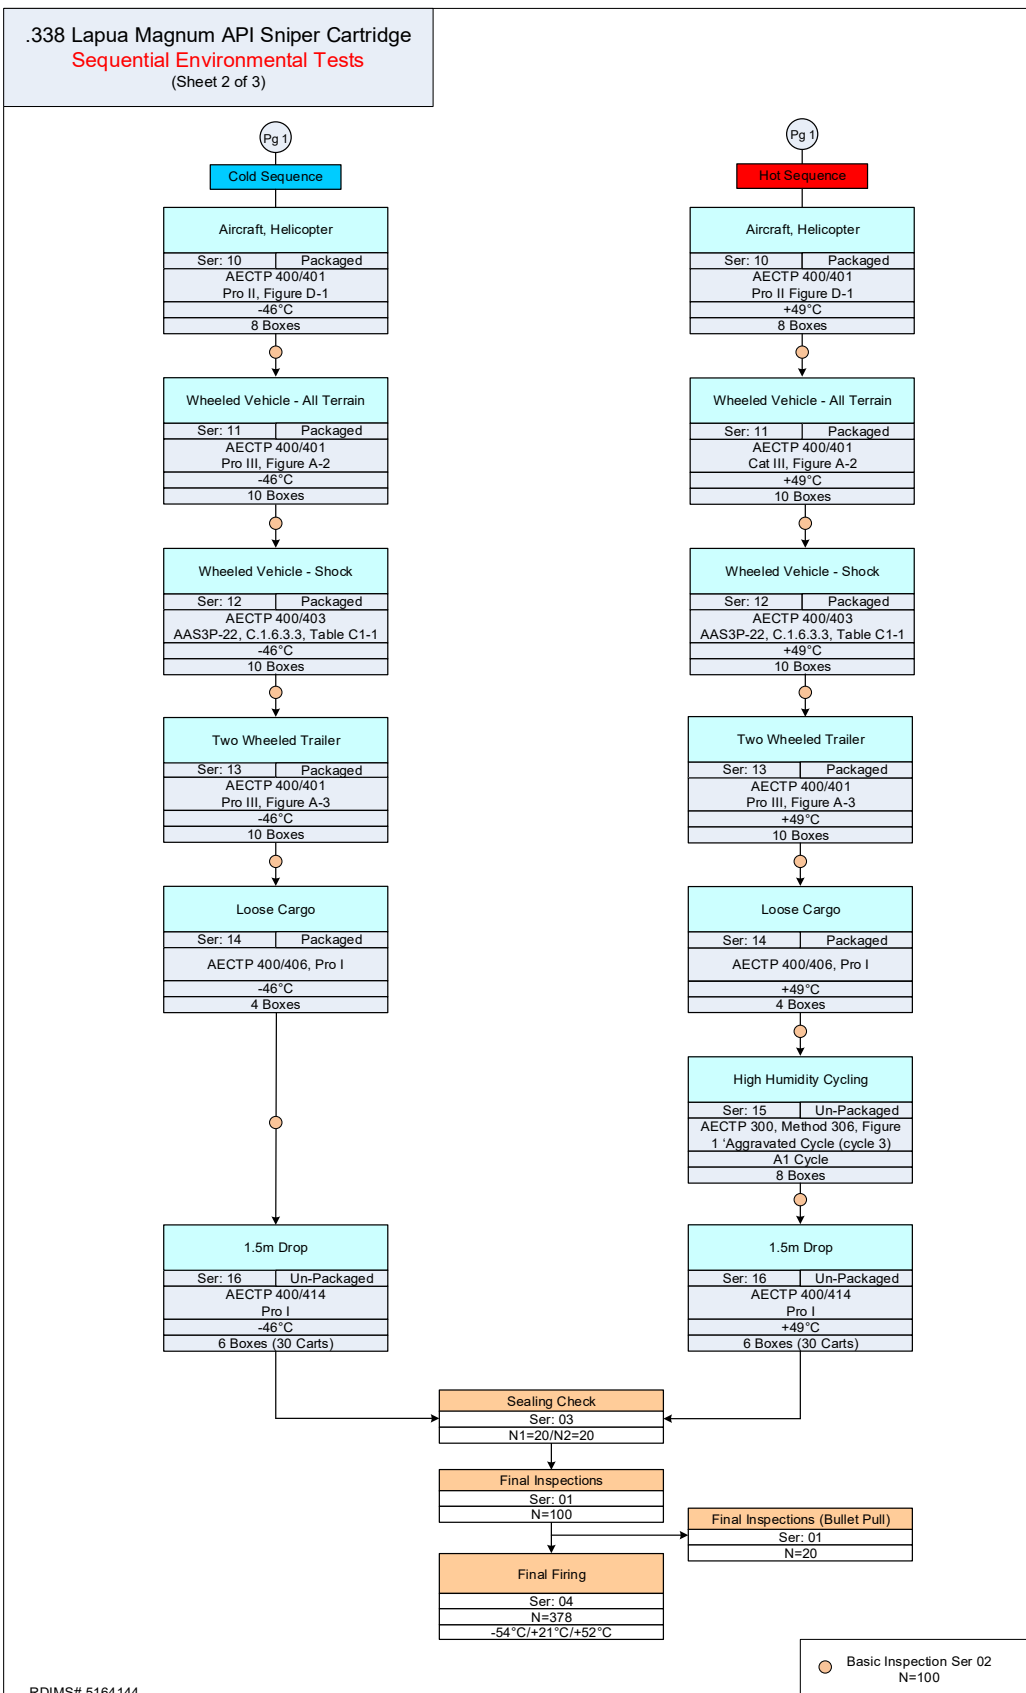 .338 Lapua Magnum API Sniper Cartridge
Sequential Environmental Tests
(Sheet 2 of 3)
Pg 1
Cold Sequence
Aircraft, Helicopter
Ser: 10 Packaged
AECTP 400/401
Pro II, Figure D-1
-46°C
8 Boxes
Wheeled Vehicle - All Terrain
Ser: 11 Packaged
AECTP 400/401
Pro III, Figure A-2
-46°C
10 Boxes
Wheeled Vehicle - Shock
Ser: 12 Packaged
AECTP 400/403
AAS3P-22, C.1.6.3.3, Table C1-1
-46°C
10 Boxes
Two Wheeled Trailer
Ser: 13 Packaged
AECTP 400/401
Pro III, Figure A-3
-46°C
10 Boxes
Loose Cargo
Ser: 14 Packaged
AECTP 400/406, Pro I
-46°C
4 Boxes
1.5m Drop
Ser: 16 Un-Packaged
AECTP 400/414
Pro I
-46°C
6 Boxes (30 Carts)
Pg 1
Hot Sequence
Aircraft, Helicopter
Ser: 10 Packaged
AECTP 400/401
Pro II Figure D-1
+49°C
8 Boxes
Wheeled Vehicle - All Terrain
Ser: 11 Packaged
AECTP 400/401
Cat III, Figure A-2
+49°C
10 Boxes
Wheeled Vehicle - Shock
Ser: 12 Packaged
AECTP 400/403
AAS3P-22, C.1.6.3.3, Table C1-1
+49°C
10 Boxes
Two Wheeled Trailer
Ser: 13 Packaged
AECTP 400/401
Pro III, Figure A-3
+49°C
10 Boxes
Loose Cargo
Ser: 14 Packaged
AECTP 400/406, Pro I
+49°C
4 Boxes
High Humidity Cycling
Ser: 15 Un-Packaged
AECTP 300, Method 306, Figure
1 ‘Aggravated Cycle (cycle 3)
A1 Cycle
8 Boxes
1.5m Drop
Ser: 16 Un-Packaged
AECTP 400/414
Pro I
+49°C
6 Boxes (30 Carts)
Sealing Check
Ser: 03
N1=20/N2=20
Final Inspections
Ser: 01
N=100
Final Inspections (Bullet Pull)
Ser: 01
N=20
Final Firing
Ser: 04
N=378
-54°C/+21°C/+52°C
Basic Inspection Ser 02
N=100
RDIMS# 5164144